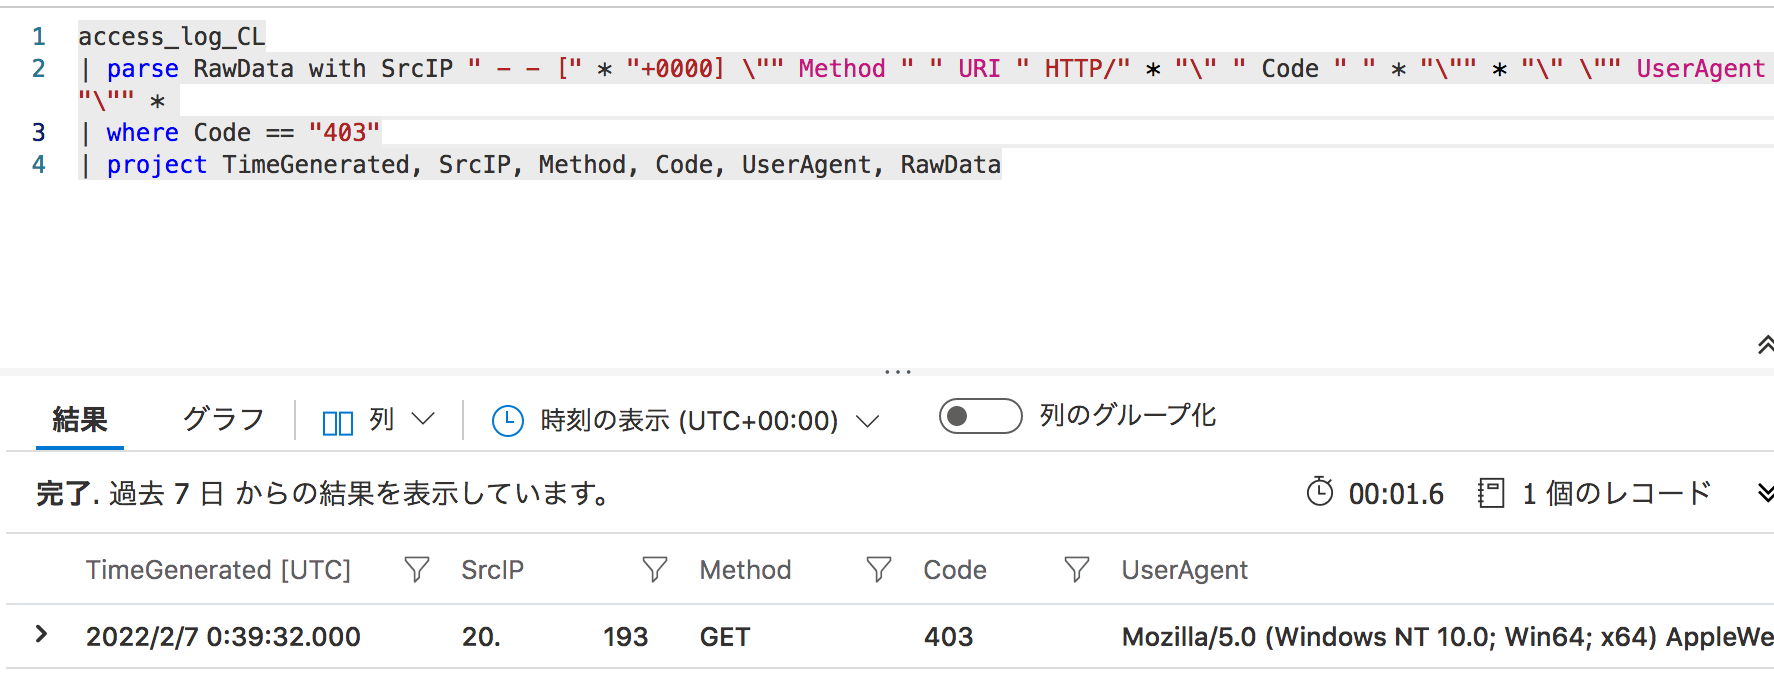 1 access_log_CL
2 | parse RawData with SrcIP " - - [" * "+0000] \"" Method " " URI " HTTP/" * "\" " Code " " * "\"" * "\" \"" UserAgent
"\"" *
3 | where Code == "403"
4 | project TimeGenerated, SrcIP, Method, Code, UserAgent, RawData
結果 グラフ 列 時刻の表示 (UTC+00:00) 列のグループ化
完了. 過去 7 日 からの結果を表示しています。 00:01.6 1 個のレコード
TimeGenerated [UTC] SrcIP Method Code UserAgent
2022/2/7 0:39:32.000 20. 193 GET 403 Mozilla/5.0 (Windows NT 10.0; Win64; x64) AppleWe